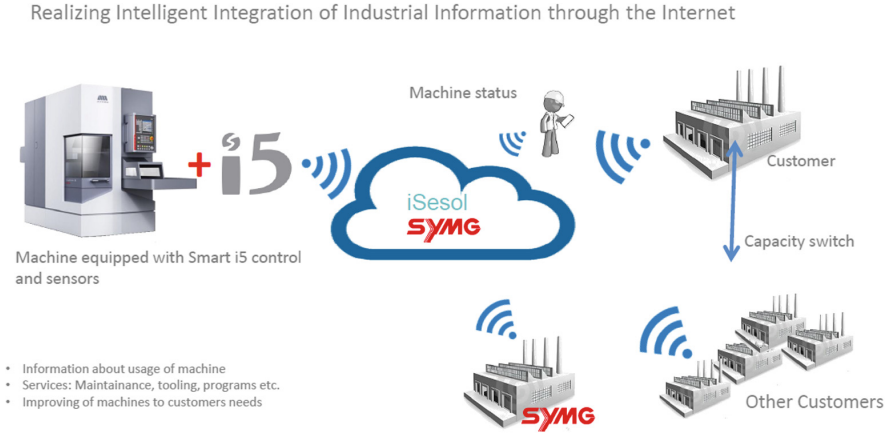 Realizing Intelligent Integration of Industrial Information through the Internet
Machine status
i5
iSesol
SYMG
Customer
Capacity switch
Machine equipped with Smart i5 control
and sensors
• Information about usage of machine
• Services: Maintainance, tooling, programs etc.
• Improving of machines to customers needs
SYMG
Other Customers